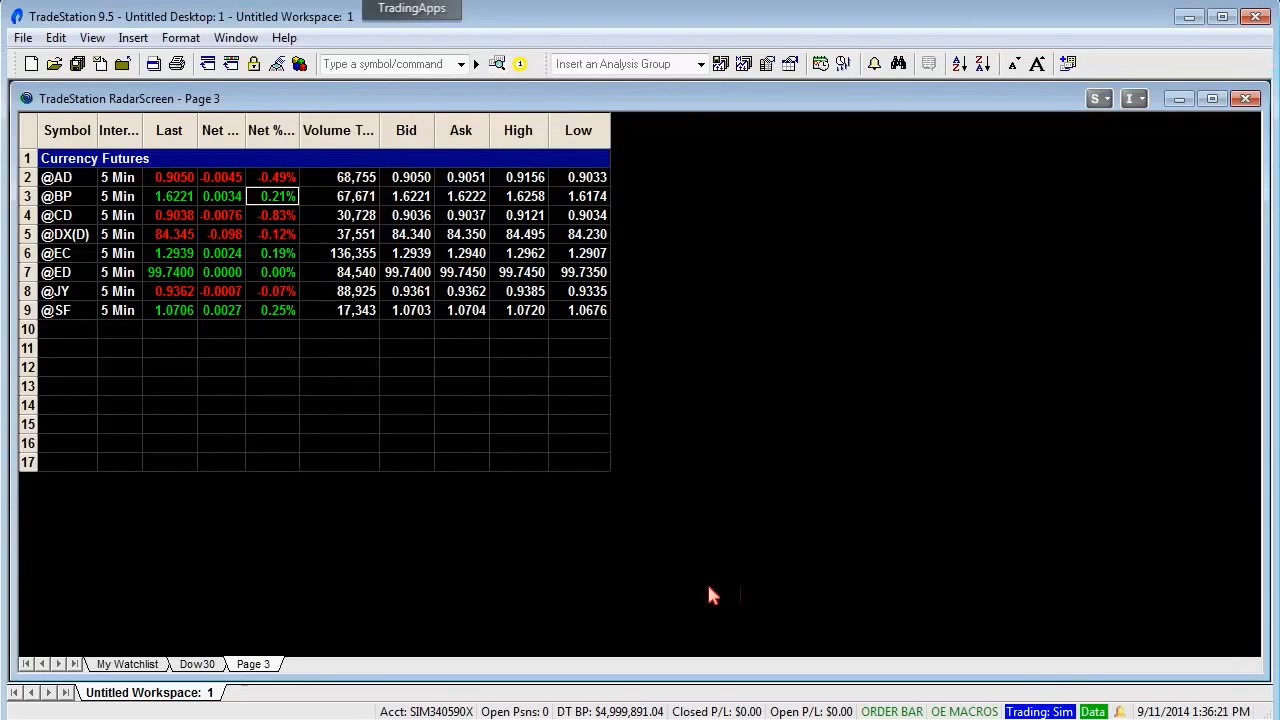 TradingApps
TradeStation 9.5 - Untitled Desktop: 1 - Untitled Workspace: 1
File Edit View Insert Format Window Help
Type a symbol/command Insert an Analysis Group
TradeStation RadarScreen - Page 3 S I
Symbol Inter... Last Net ... Net %... Volume T... Bid Ask High Low
1 Currency Futures
2 @AD 5 Min 0.9050 -0.0045 -0.49% 68,755 0.9050 0.9051 0.9156 0.9033
3 @BP 5 Min 1.6221 0.0034 0.21% 67,671 1.6221 1.6222 1.6258 1.6174
4 @CD 5 Min 0.9038 -0.0076 -0.83% 30,728 0.9036 0.9037 0.9121 0.9034
5 @DX(D) 5 Min 84.345 -0.098 -0.12% 37,551 84.340 84.350 84.495 84.230
6 @EC 5 Min 1.2939 0.0024 0.19% 136,355 1.2939 1.2940 1.2962 1.2907
7 @ED 5 Min 99.7400 0.0000 0.00% 84,540 99.7400 99.7450 99.7450 99.7350
8 @JY 5 Min 0.9362 -0.0007 -0.07% 88,925 0.9361 0.9362 0.9385 0.9335
9 @SF 5 Min 1.0706 0.0027 0.25% 17,343 1.0703 1.0704 1.0720 1.0676
10
11
12
13
14
15
16
17
My Watchlist Dow30 Page 3
Untitled Workspace: 1
Acct: SIM340590X Open Psns: 0 DT BP: $4,999,891.04 Closed P/L: $0.00 Open P/L: $0.00 ORDER BAR OE MACROS Trading: Sim Data 9/11/2014 1:36:21 PM